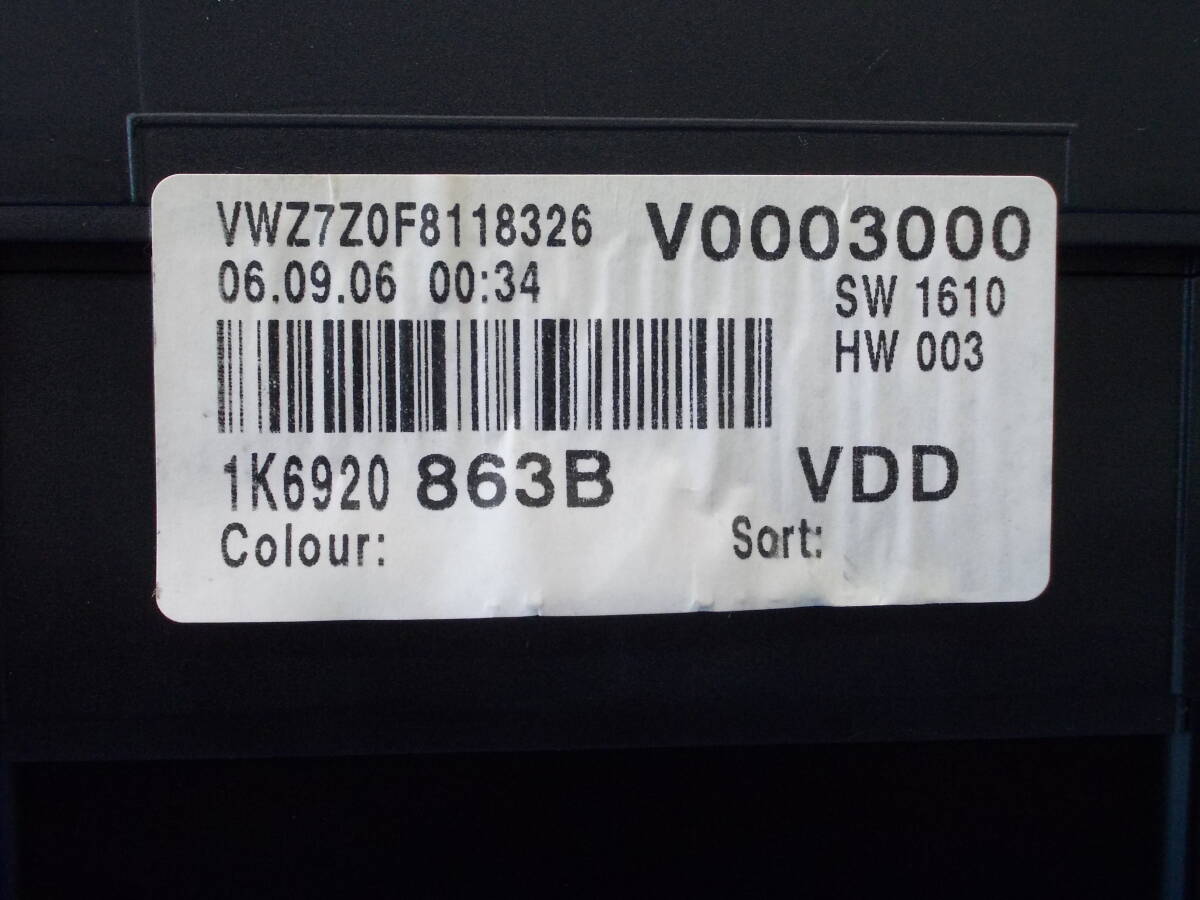 VWZ7Z0F8118326 V0003000
06.09.06 00:34 SW 1610
HW 003
1K6920 863B VDD
Colour: Sort: